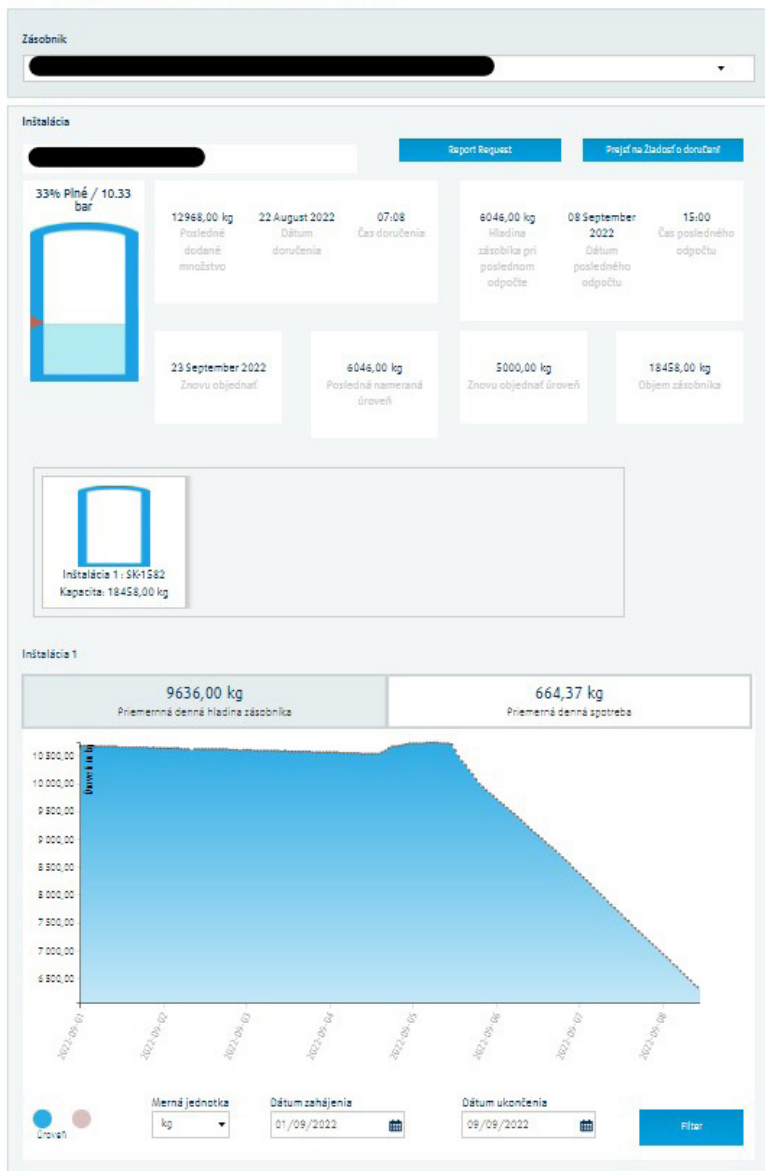 Zásobník
Inštalácia
Report Request
Prejsť na Žiadosť o doručení
33% Plné / 10.33
bar
12968,00 kg
Posledné
dodané
množstvo
22 August 2022
Dátum
doručenia
07:08
Čas doručenia
6046,00 kg
Hladina
zásobíka pri
poslednom
odpočte
08 September
2022
Dátum
posledného
odpočtu
15:00
Čas posledného
odpočtu
23 September 2022
Znovu objednať
6046,00 kg
Posledná nameraná
úroveň
5000,00 kg
Znovu objednať úroveň
18458,00 kg
Objem zásobníka
Inštalácia 1 : SK-1582
Kapacita: 18458,00 kg
Inštalácia 1
9636,00 kg
Priemernná denná hladina zásobníka
664,37 kg
Priemerná denná spotreba
Úroveň in kg
10 500,00
10 000,00
9 500,00
9 000,00
8 500,00
8 000,00
7 500,00
7 000,00
6 500,00
2022-09-01
2022-09-02
2022-09-03
2022-09-04
2022-09-05
2022-09-06
2022-09-07
2022-09-08
Úroveň
Merná jednotka
kg
Dátum zahájenia
01/09/2022
Dátum ukončenia
09/09/2022
Filter